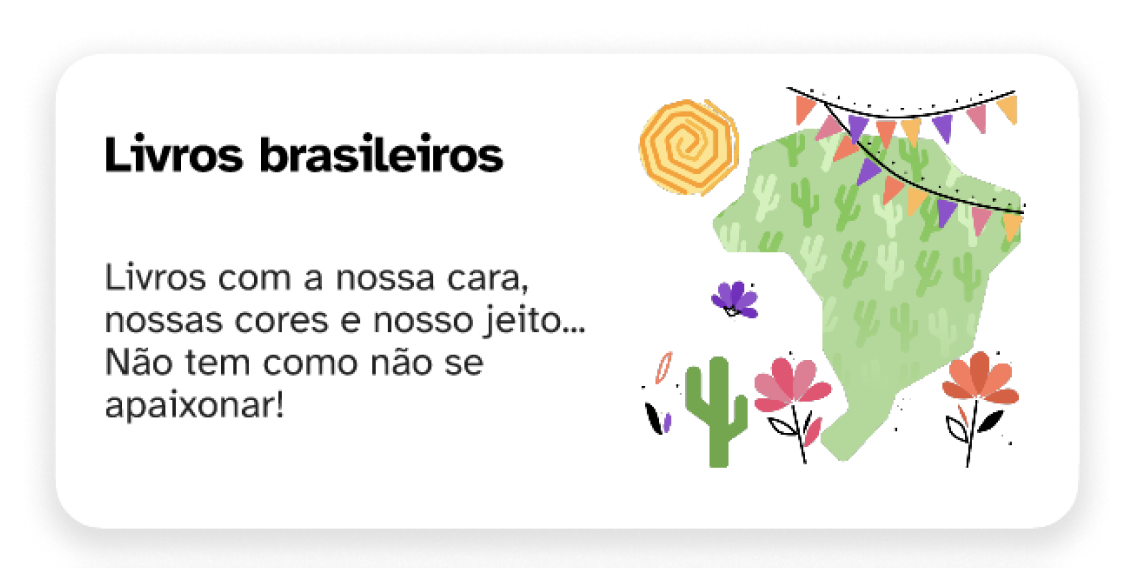 Livros brasileiros
Livros com a nossa cara,
nossas cores e nosso jeito...
Não tem como não se
apaixonar!